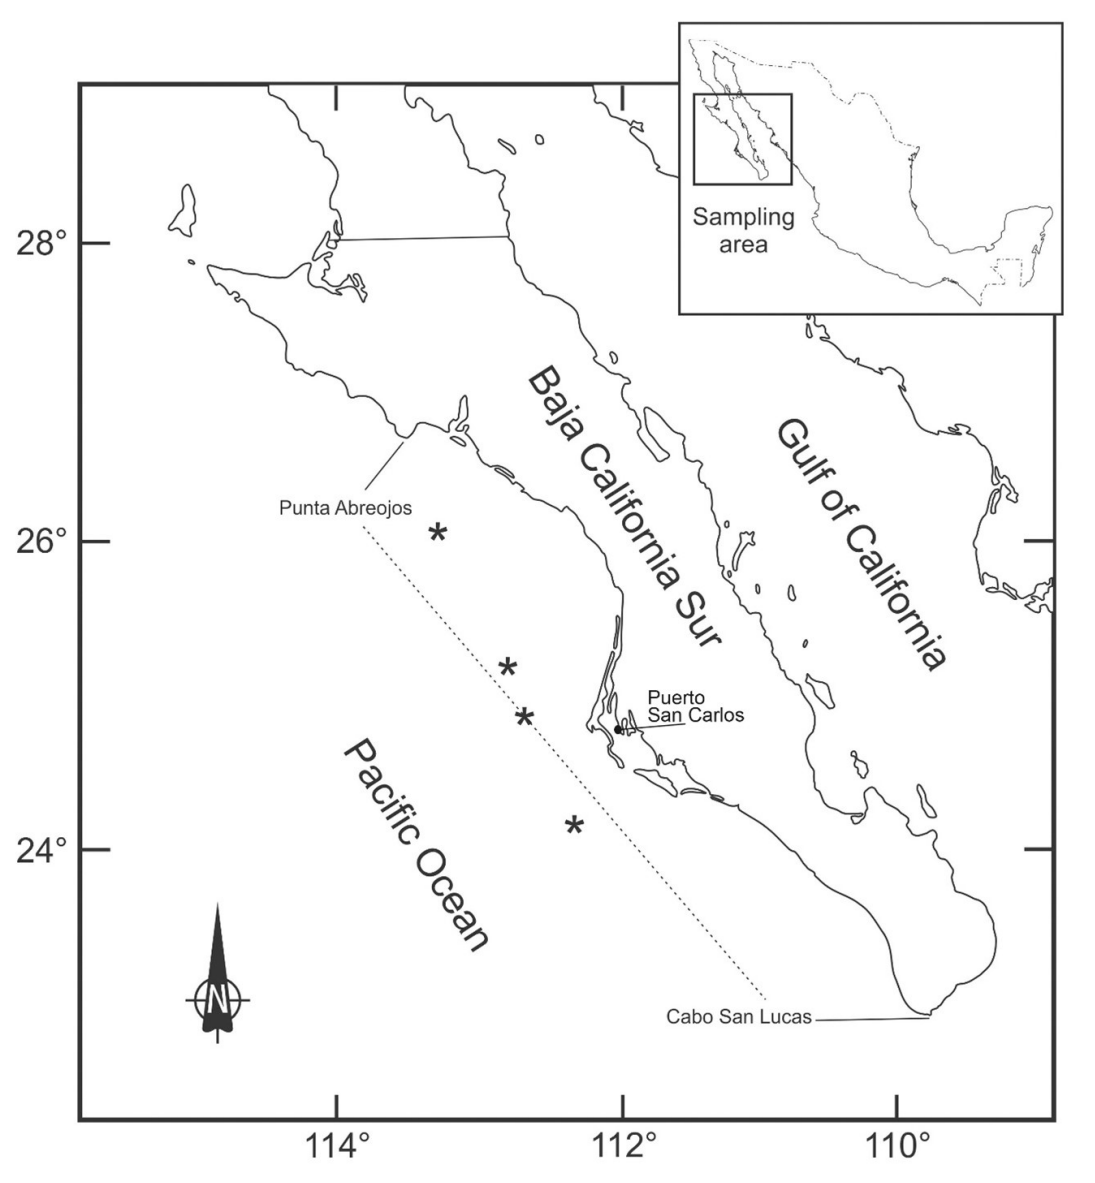 Sampling
area
28°
26°
24°
Baja California Sur
Gulf of California
Punta Abreojos
*
*
*
*
Puerto
San Carlos
Pacific Ocean
N
Cabo San Lucas
114°
112°
110°